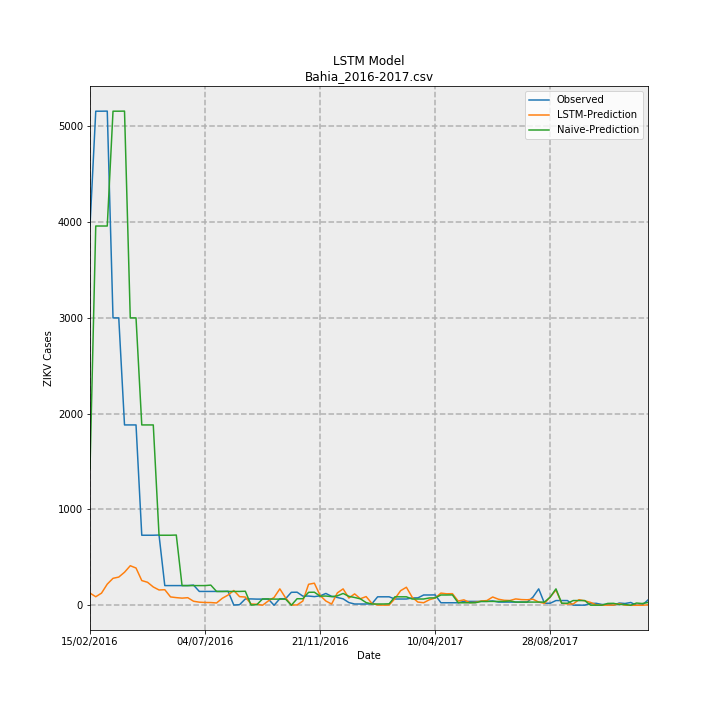 LSTM Model
Bahia_2016-2017.csv
Observed
LSTM-Prediction
Naive-Prediction
5000
4000
3000
2000
1000
0
ZIKV Cases
15/02/2016 04/07/2016 21/11/2016 10/04/2017 28/08/2017
Date